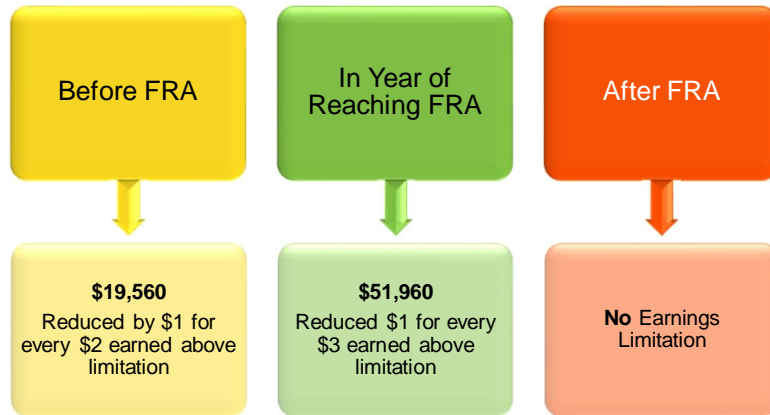 Before FRA
In Year of
Reaching FRA
After FRA
$19,560
Reduced by $1 for
every $2 earned above
limitation
$51,960
Reduced $1 for every
$3 earned above
limitation
No Earnings
Limitation